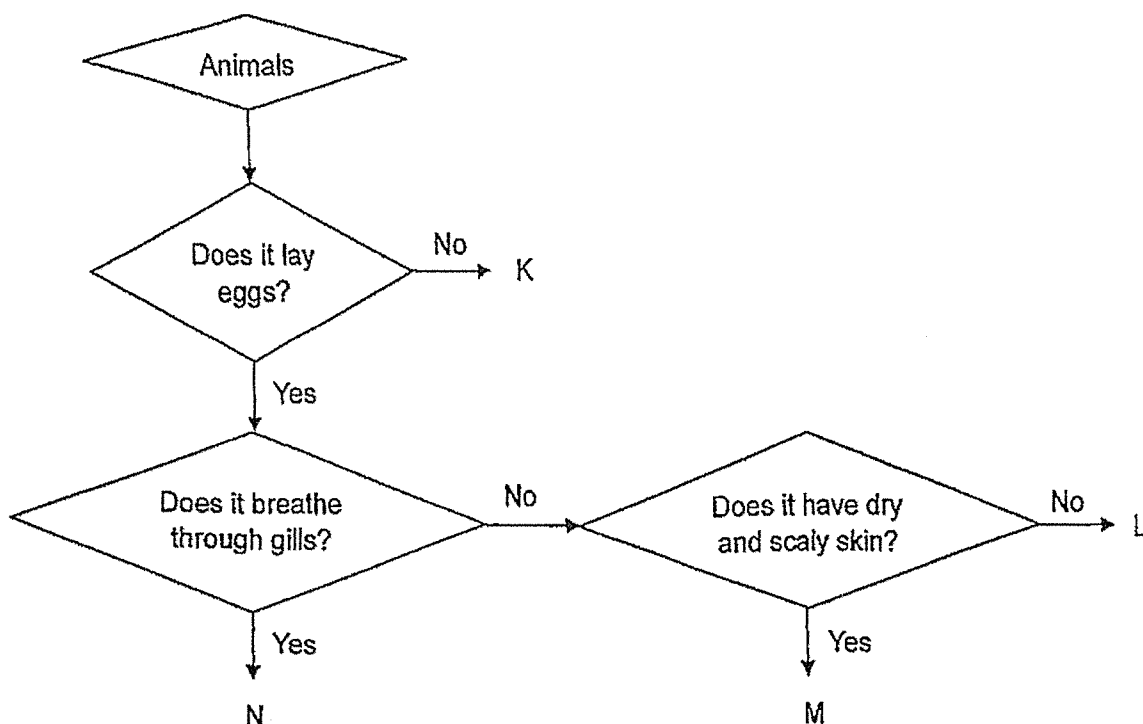 Animals
Does it lay
eggs?
No
K
Yes
Does it breathe
through gills?
No
Does it have dry
and scaly skin?
No
L
Yes
N
Yes
M